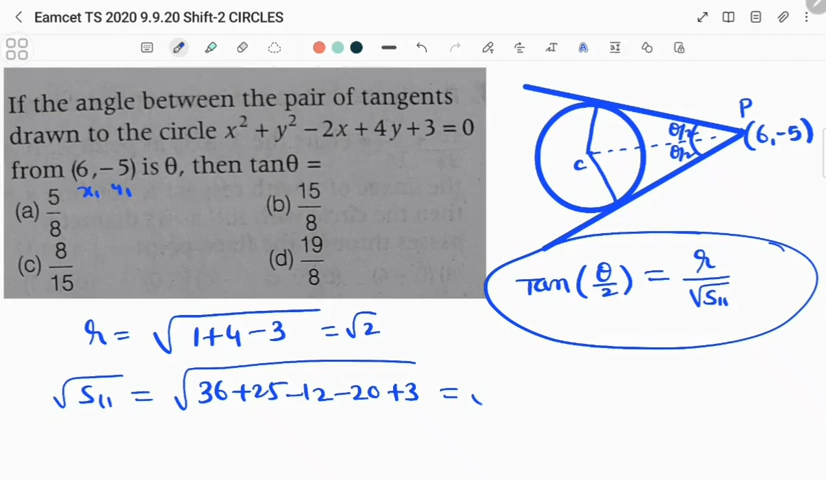 Eamcet TS 2020 9.9.20 Shift-2 CIRCLES
If the angle between the pair of tangents
drawn to the circle x² + y² − 2x + 4y + 3 = 0
from (6, −5) is θ, then tanθ =
x₁ y₁
(a) 5/8
(b) 15/8
(c) 8/15
(d) 19/8
P
(6,-5)
θ/2
θ/2
C
Tan(θ/2) = r/√S₁₁
r = √1+4-3 = √2
√S₁₁ = √36+25-12-20+3 =